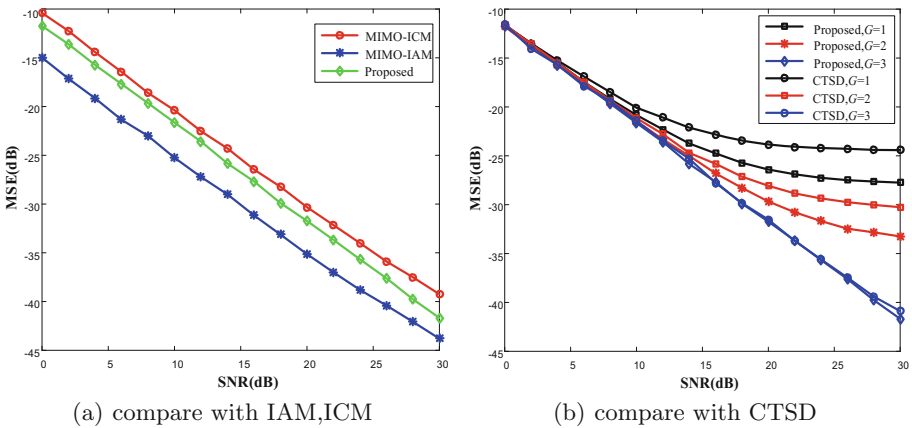 -10
-15
-20
-25
-30
-35
-40
-45
MSE(dB)
0
5
10
15
20
25
30
SNR(dB)
MIMO-ICM
MIMO-IAM
Proposed
(a) compare with IAM,ICM
-10
-15
-20
-25
-30
-35
-40
-45
MSE(dB)
0
5
10
15
20
25
30
SNR(dB)
Proposed,G=1
Proposed,G=2
Proposed,G=3
CTSD,G=1
CTSD,G=2
CTSD,G=3
(b) compare with CTSD